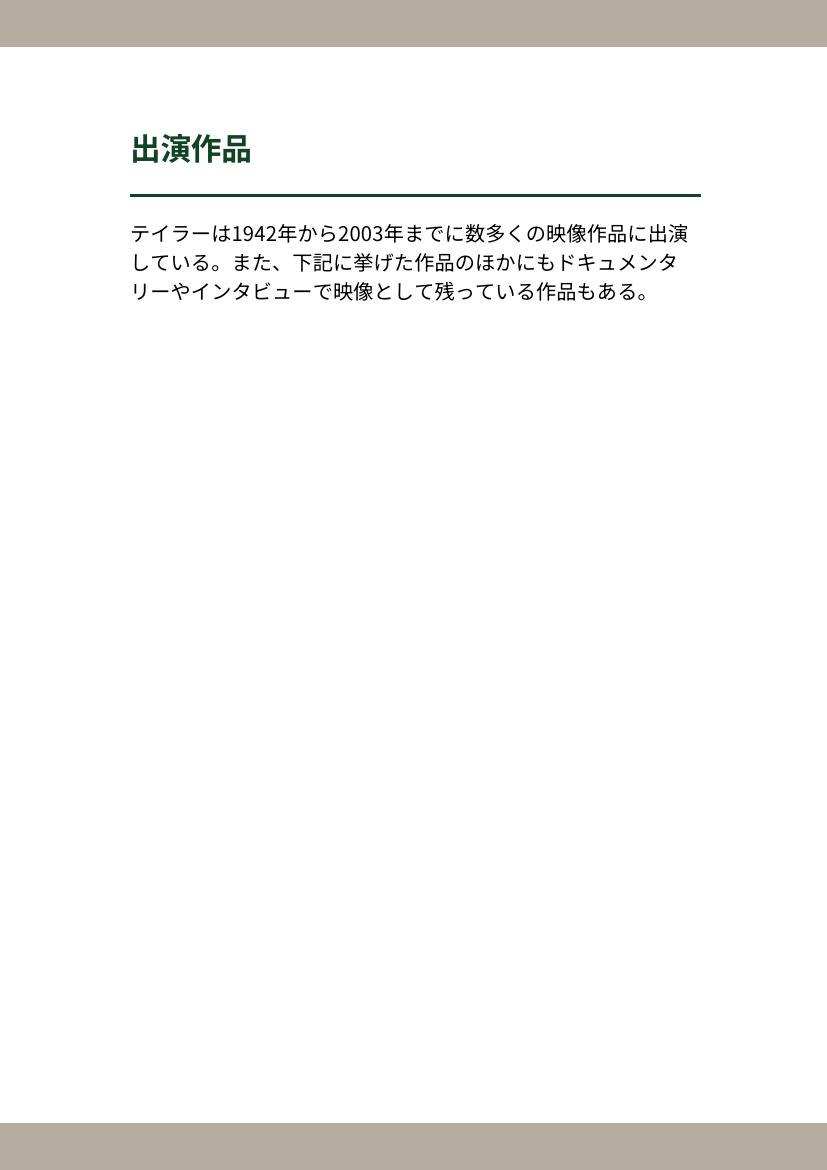 出演作品
テイラーは1942年から2003年までに数多くの映像作品に出演
している。また、下記に挙げた作品のほかにもドキュメンタ
リーやインタビューで映像として残っている作品もある。